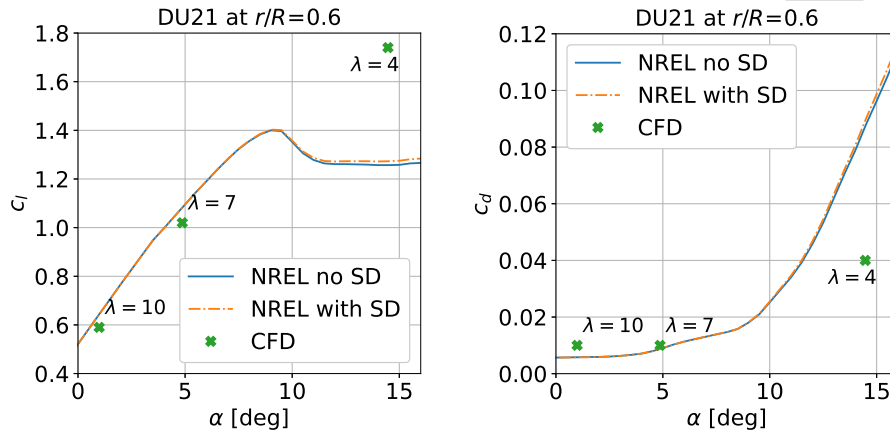 DU21 at r/R=0.6
1.8
1.6
1.4
1.2
1.0
0.8
0.6
0.4
c_l
λ = 4
λ = 7
λ = 10
NREL no SD
NREL with SD
CFD
0
5
10
15
α [deg]
DU21 at r/R=0.6
0.12
0.10
0.08
0.06
0.04
0.02
0.00
c_d
NREL no SD
NREL with SD
CFD
λ = 4
λ = 10
λ = 7
0
5
10
15
α [deg]